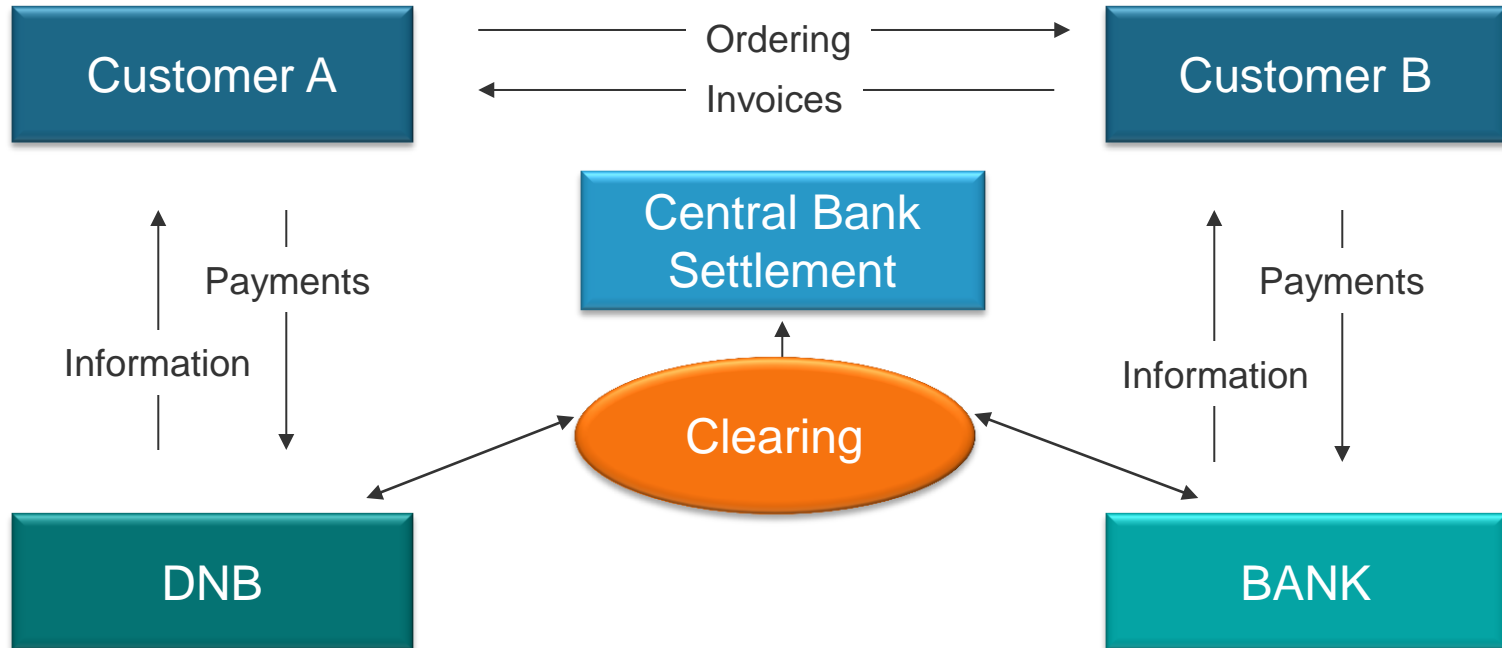 Customer A
Ordering
Invoices
Customer B
Central Bank
Settlement
Payments
Information
Payments
Information
Clearing
DNB
BANK